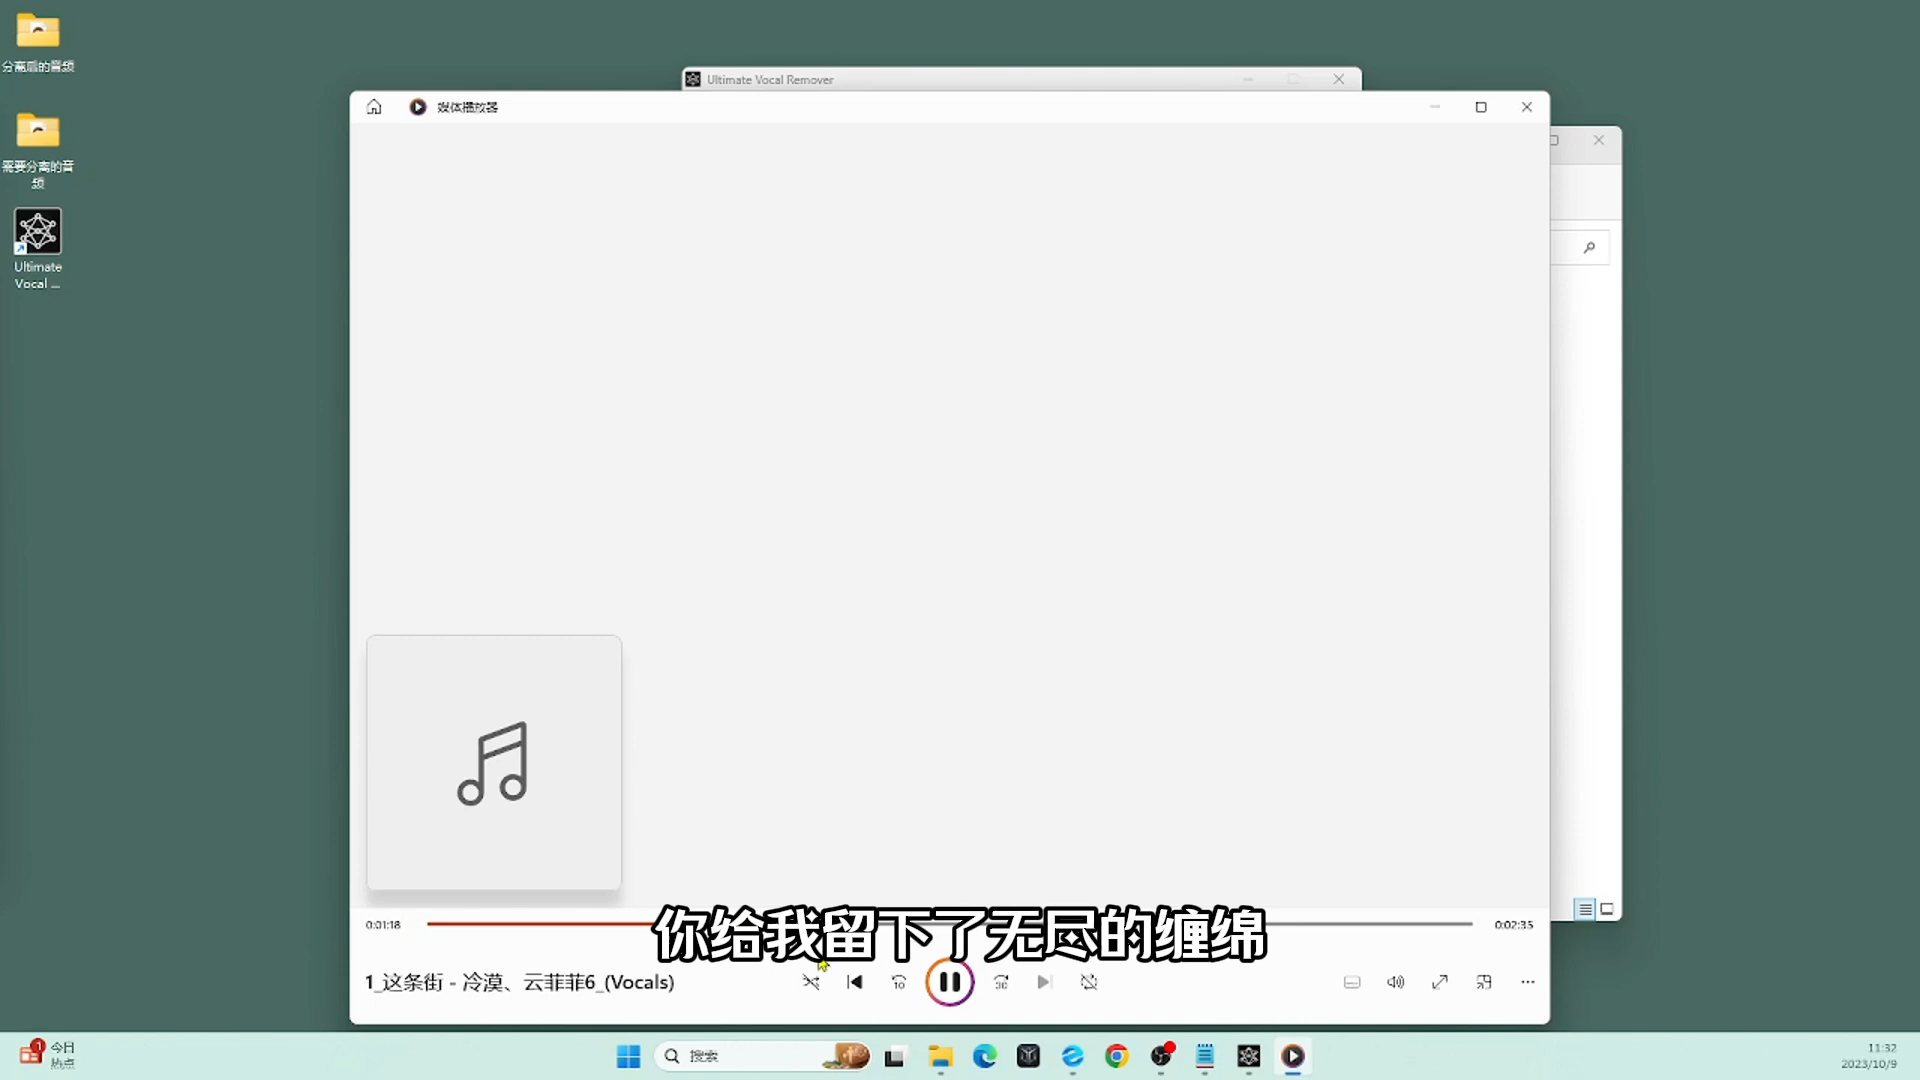 分离后的音频
需要分离的音
频
Ultimate
Vocal ...
Ultimate Vocal Remover
媒体播放器
0:01:18
你给我留下了无尽的缠绵
0:02:35
1_这条街 - 冷漠、云菲菲6_(Vocals)
10
30
1
今日
热点
搜索
11:32
2023/10/9